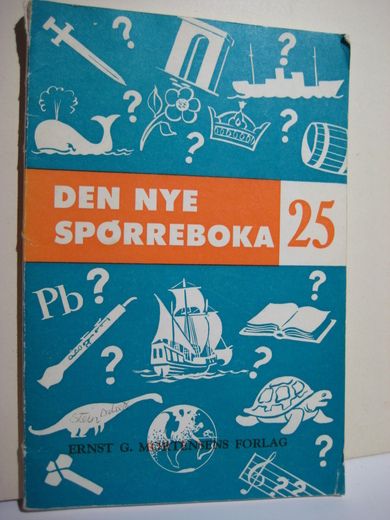 DEN NYE
SPØRREBOKA
25
Pb
ERNST G. MORTENSENS FORLAG